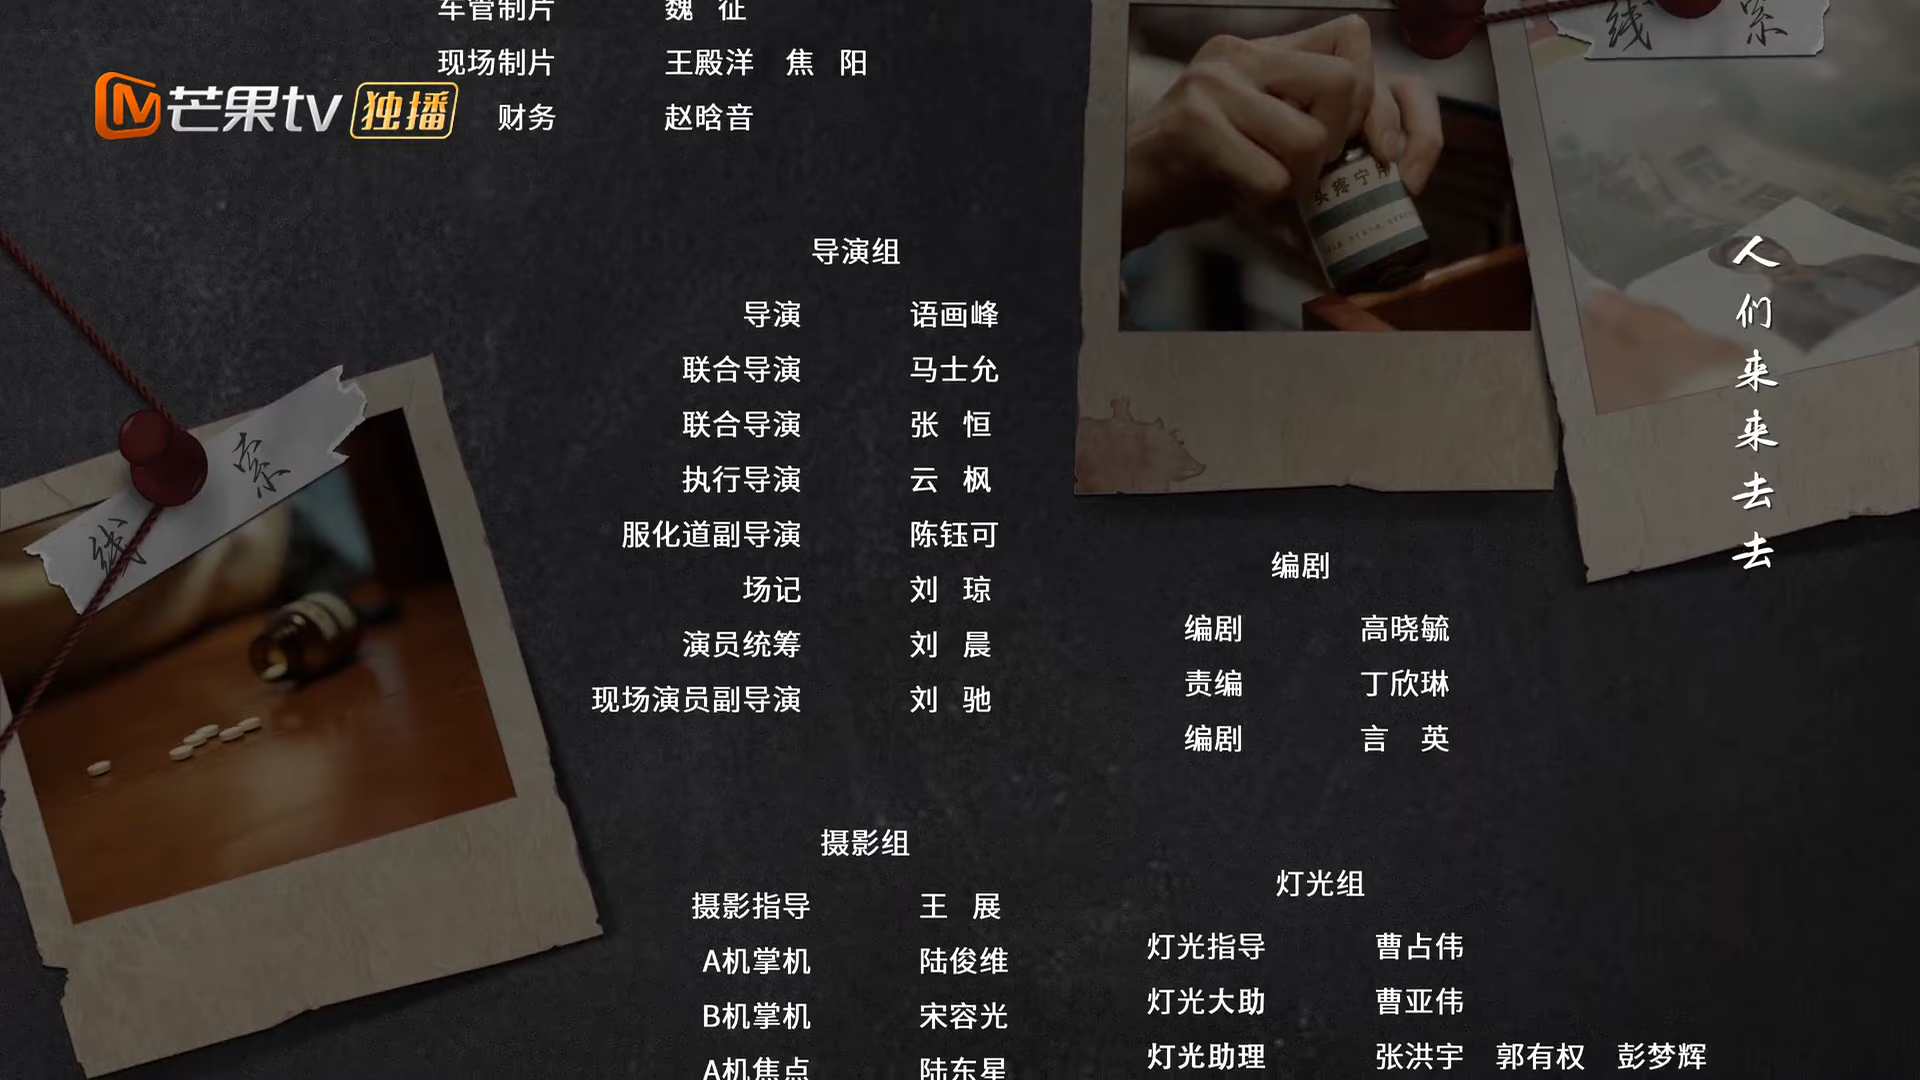 车管制片 魏 征
现场制片 王殿洋 焦 阳
财务 赵晗音
芒果tv 独播
导演组
导演 语画峰
联合导演 马士允
联合导演 张 恒
执行导演 云 枫
服化道副导演 陈钰可
场记 刘 琼
演员统筹 刘 晨
现场演员副导演 刘 驰
编剧
编剧 高晓毓
责编 丁欣琳
编剧 言 英
摄影组
摄影指导 王 展
A机掌机 陆俊维
B机掌机 宋容光
A机焦点 陆东星
灯光组
灯光指导 曹占伟
灯光大助 曹亚伟
灯光助理 张洪宇 郭有权 彭梦辉
人们来来去去
线索
线索
头疼宁片